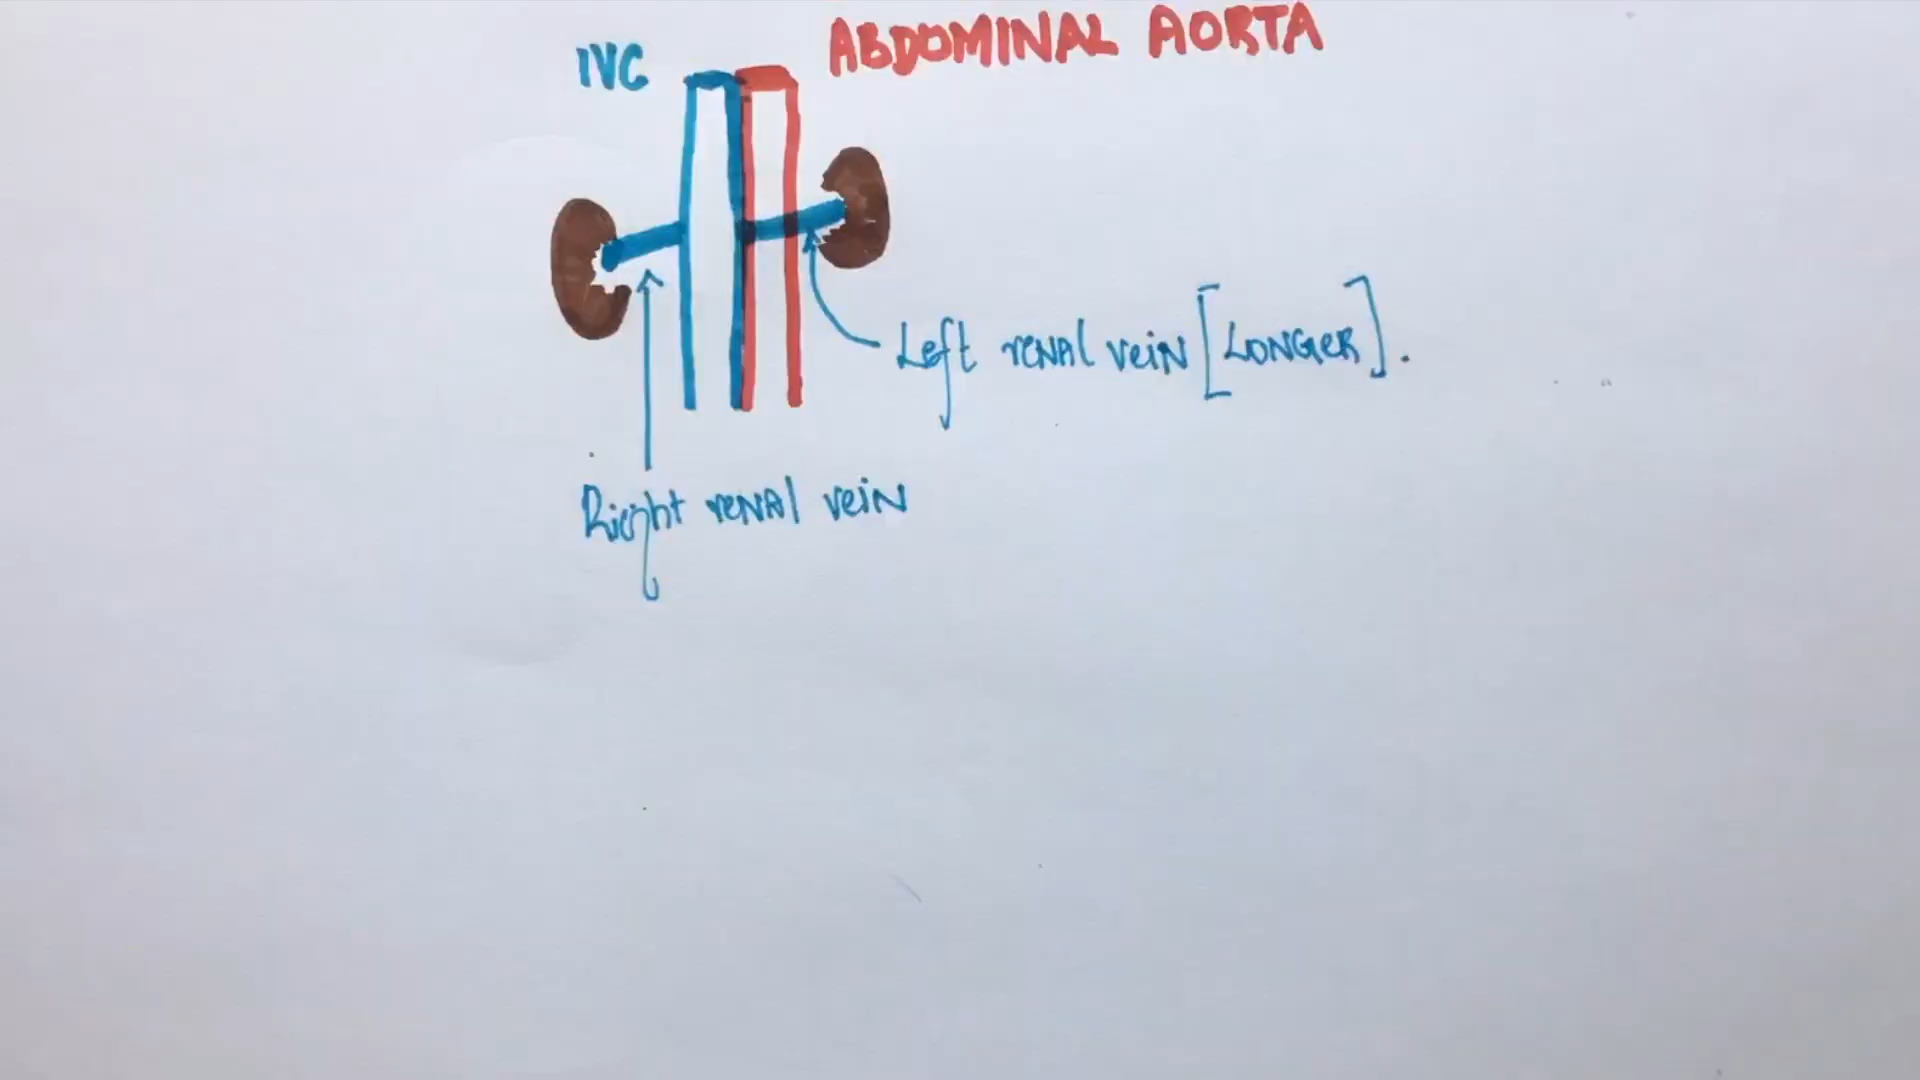 IVC
ABDOMINAL AORTA
Left renal vein [LONGER].
Right renal vein